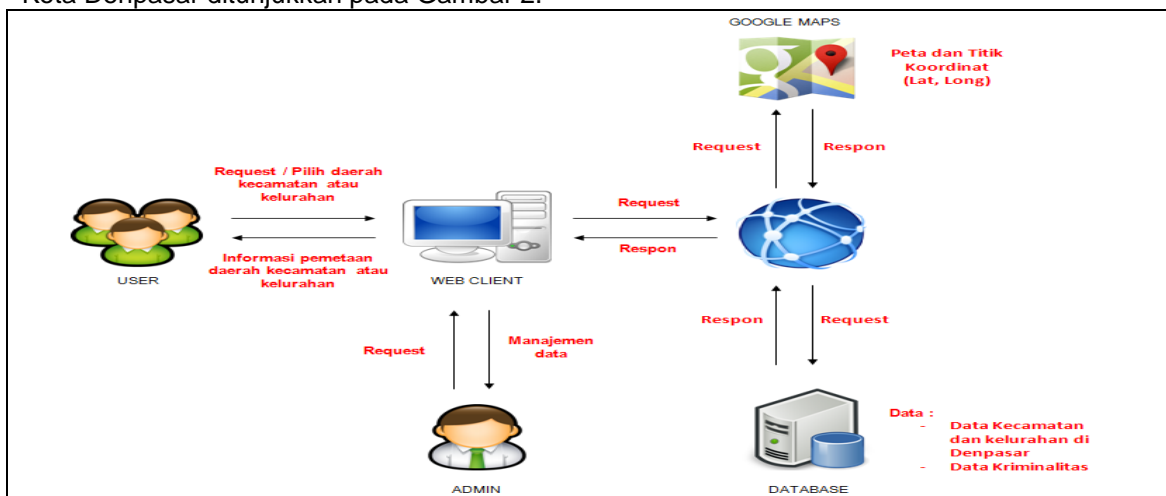 Kota Denpasar ditunjukkan pada Gambar 2.
GOOGLE MAPS
Peta dan Titik
Koordinat
(Lat, Long)
Request
Respon
Request / Pilih daerah
kecamatan atau
kelurahan
Request
Respon
Informasi pemetaan
daerah kecamatan atau
kelurahan
USER
WEB CLIENT
Request
Manajemen
data
Respon
Request
Data :
- Data Kecamatan
dan kelurahan di
Denpasar
- Data Kriminalitas
ADMIN
DATABASE